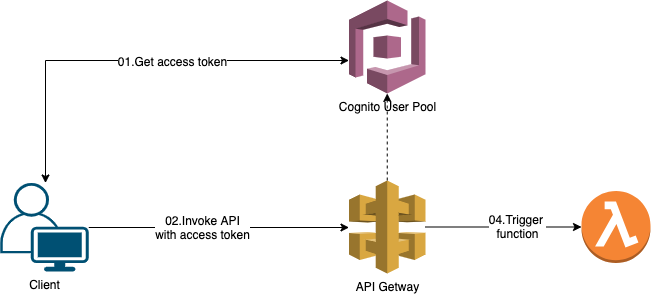 01.Get access token
Cognito User Pool
02.Invoke API
with access token
04.Trigger
function
Client
API Getway